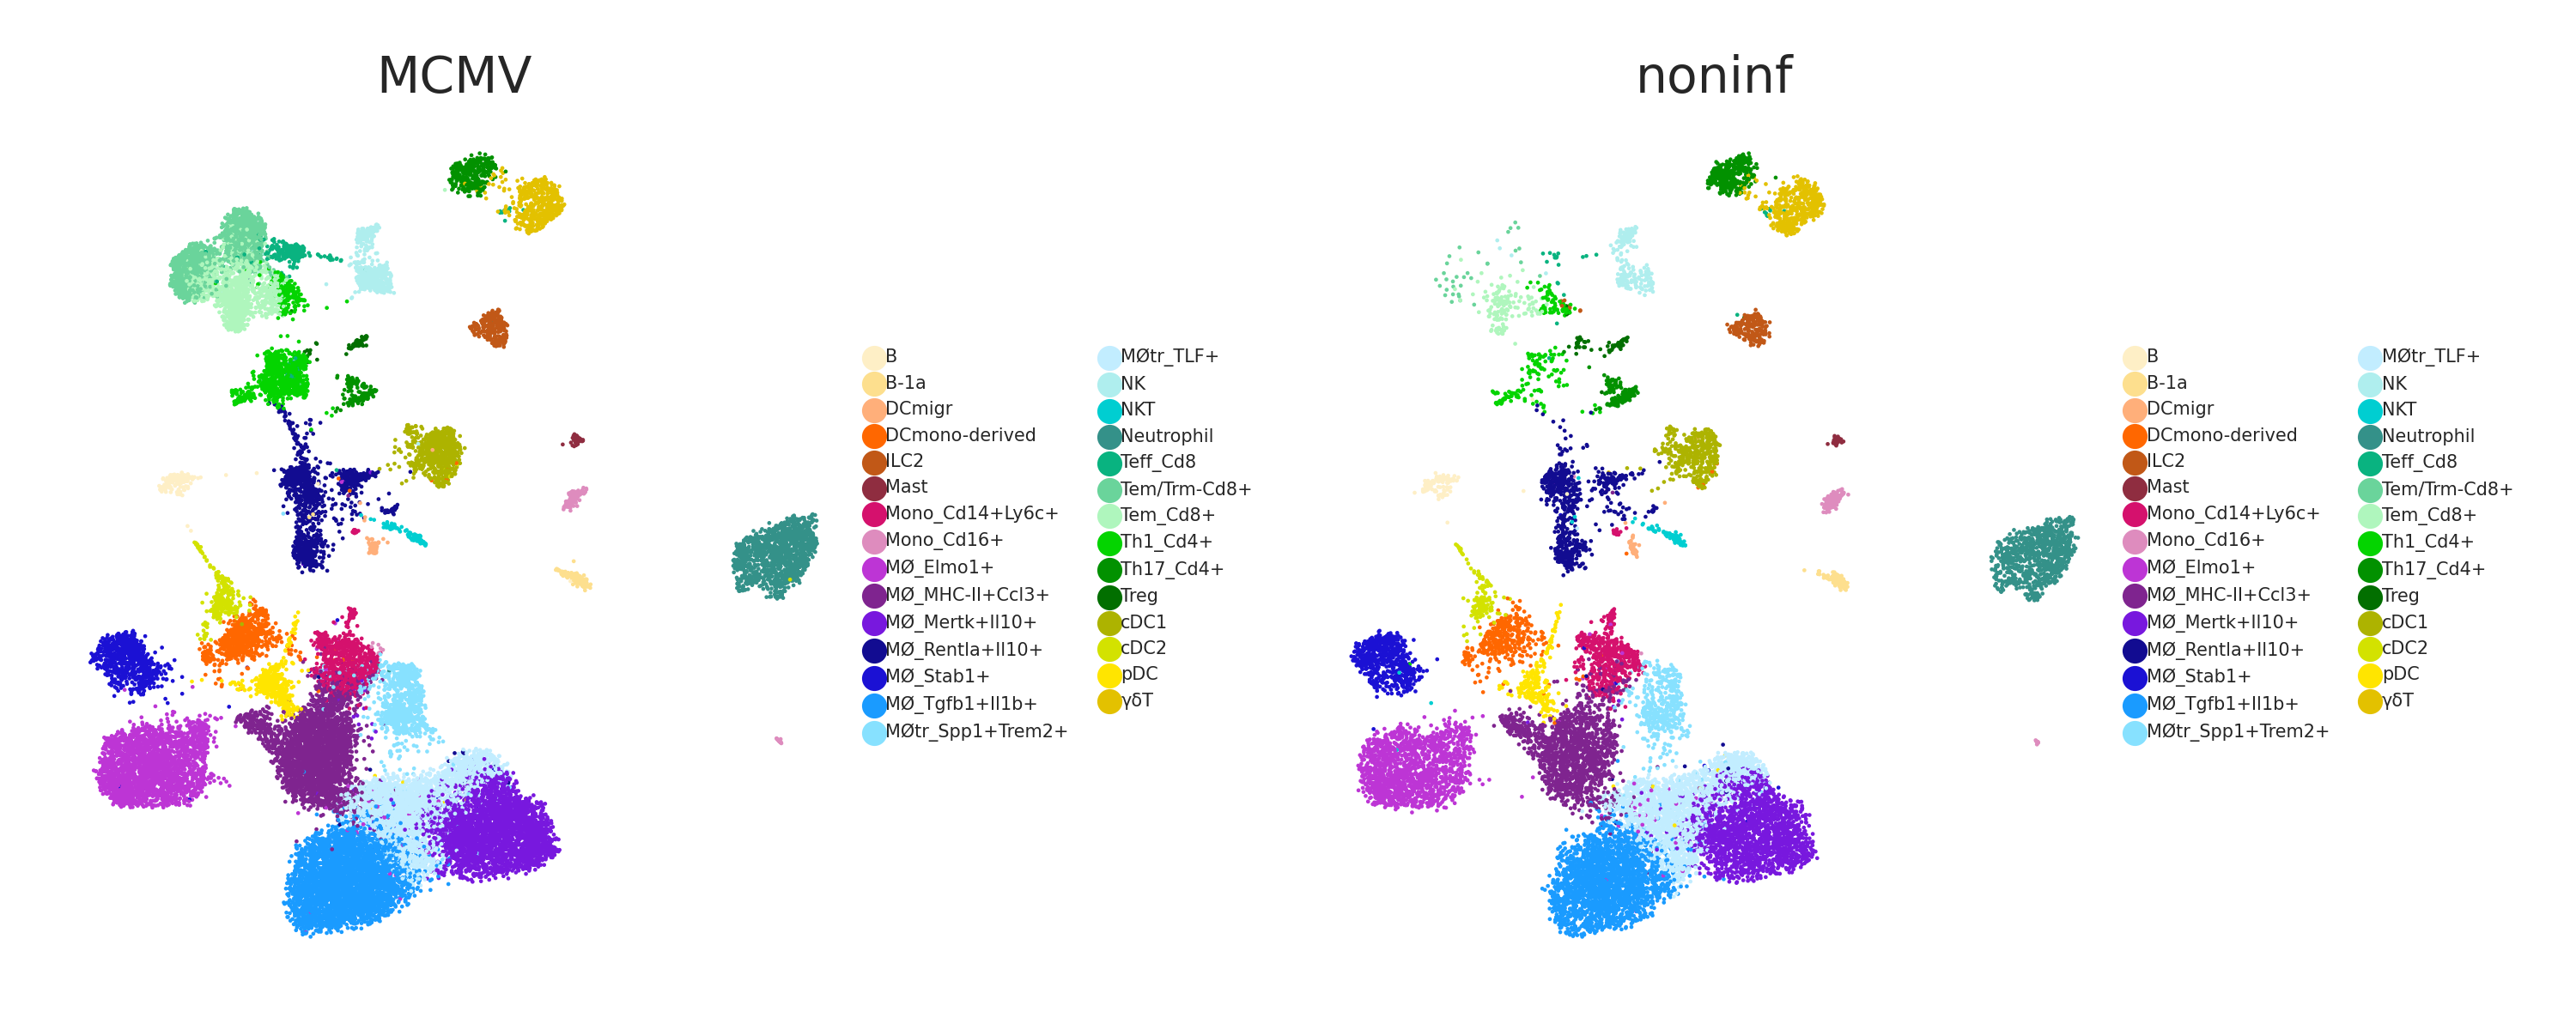 MCMV
B
B-1a
DCmigr
DCmono-derived
ILC2
Mast
Mono_Cd14+Ly6c+
Mono_Cd16+
MØ_Elmo1+
MØ_MHC-II+Ccl3+
MØ_Mertk+Il10+
MØ_Rentla+Il10+
MØ_Stab1+
MØ_Tgfb1+Il1b+
MØtr_Spp1+Trem2+
MØtr_TLF+
NK
NKT
Neutrophil
Teff_Cd8
Tem/Trm-Cd8+
Tem_Cd8+
Th1_Cd4+
Th17_Cd4+
Treg
cDC1
cDC2
pDC
γδT
noninf
B
B-1a
DCmigr
DCmono-derived
ILC2
Mast
Mono_Cd14+Ly6c+
Mono_Cd16+
MØ_Elmo1+
MØ_MHC-II+Ccl3+
MØ_Mertk+Il10+
MØ_Rentla+Il10+
MØ_Stab1+
MØ_Tgfb1+Il1b+
MØtr_Spp1+Trem2+
MØtr_TLF+
NK
NKT
Neutrophil
Teff_Cd8
Tem/Trm-Cd8+
Tem_Cd8+
Th1_Cd4+
Th17_Cd4+
Treg
cDC1
cDC2
pDC
γδT